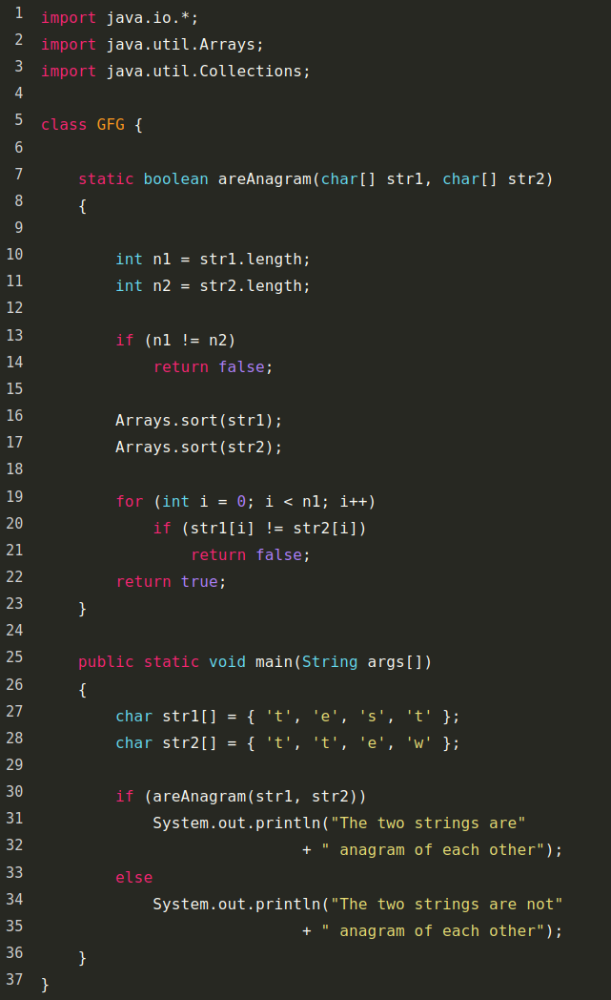 1 import java.io.*;
2 import java.util.Arrays;
3 import java.util.Collections;
4
5 class GFG {
6
7     static boolean areAnagram(char[] str1, char[] str2)
8     {
9
10         int n1 = str1.length;
11         int n2 = str2.length;
12
13         if (n1 != n2)
14             return false;
15
16         Arrays.sort(str1);
17         Arrays.sort(str2);
18
19         for (int i = 0; i < n1; i++)
20             if (str1[i] != str2[i])
21                 return false;
22         return true;
23     }
24
25     public static void main(String args[])
26     {
27         char str1[] = { 't', 'e', 's', 't' };
28         char str2[] = { 't', 't', 'e', 'w' };
29
30         if (areAnagram(str1, str2))
31             System.out.println("The two strings are"
32                             + " anagram of each other");
33         else
34             System.out.println("The two strings are not"
35                             + " anagram of each other");
36     }
37 }